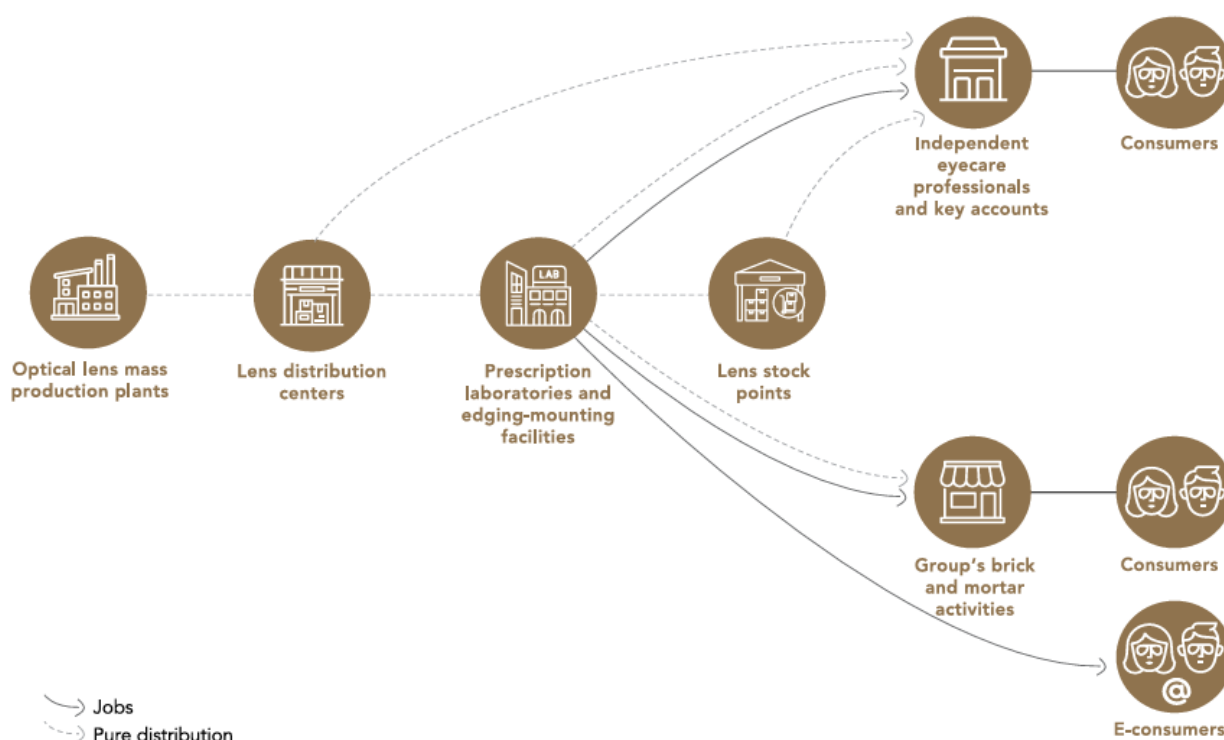 Independent
eyecare
professionals
and key accounts
Consumers
Optical lens mass
production plants
Lens distribution
centers
LAB
Prescription
laboratories and
edging-mounting
facilities
Lens stock
points
Group's brick
and mortar
activities
Consumers
@
E-consumers
Jobs
Pure distribution